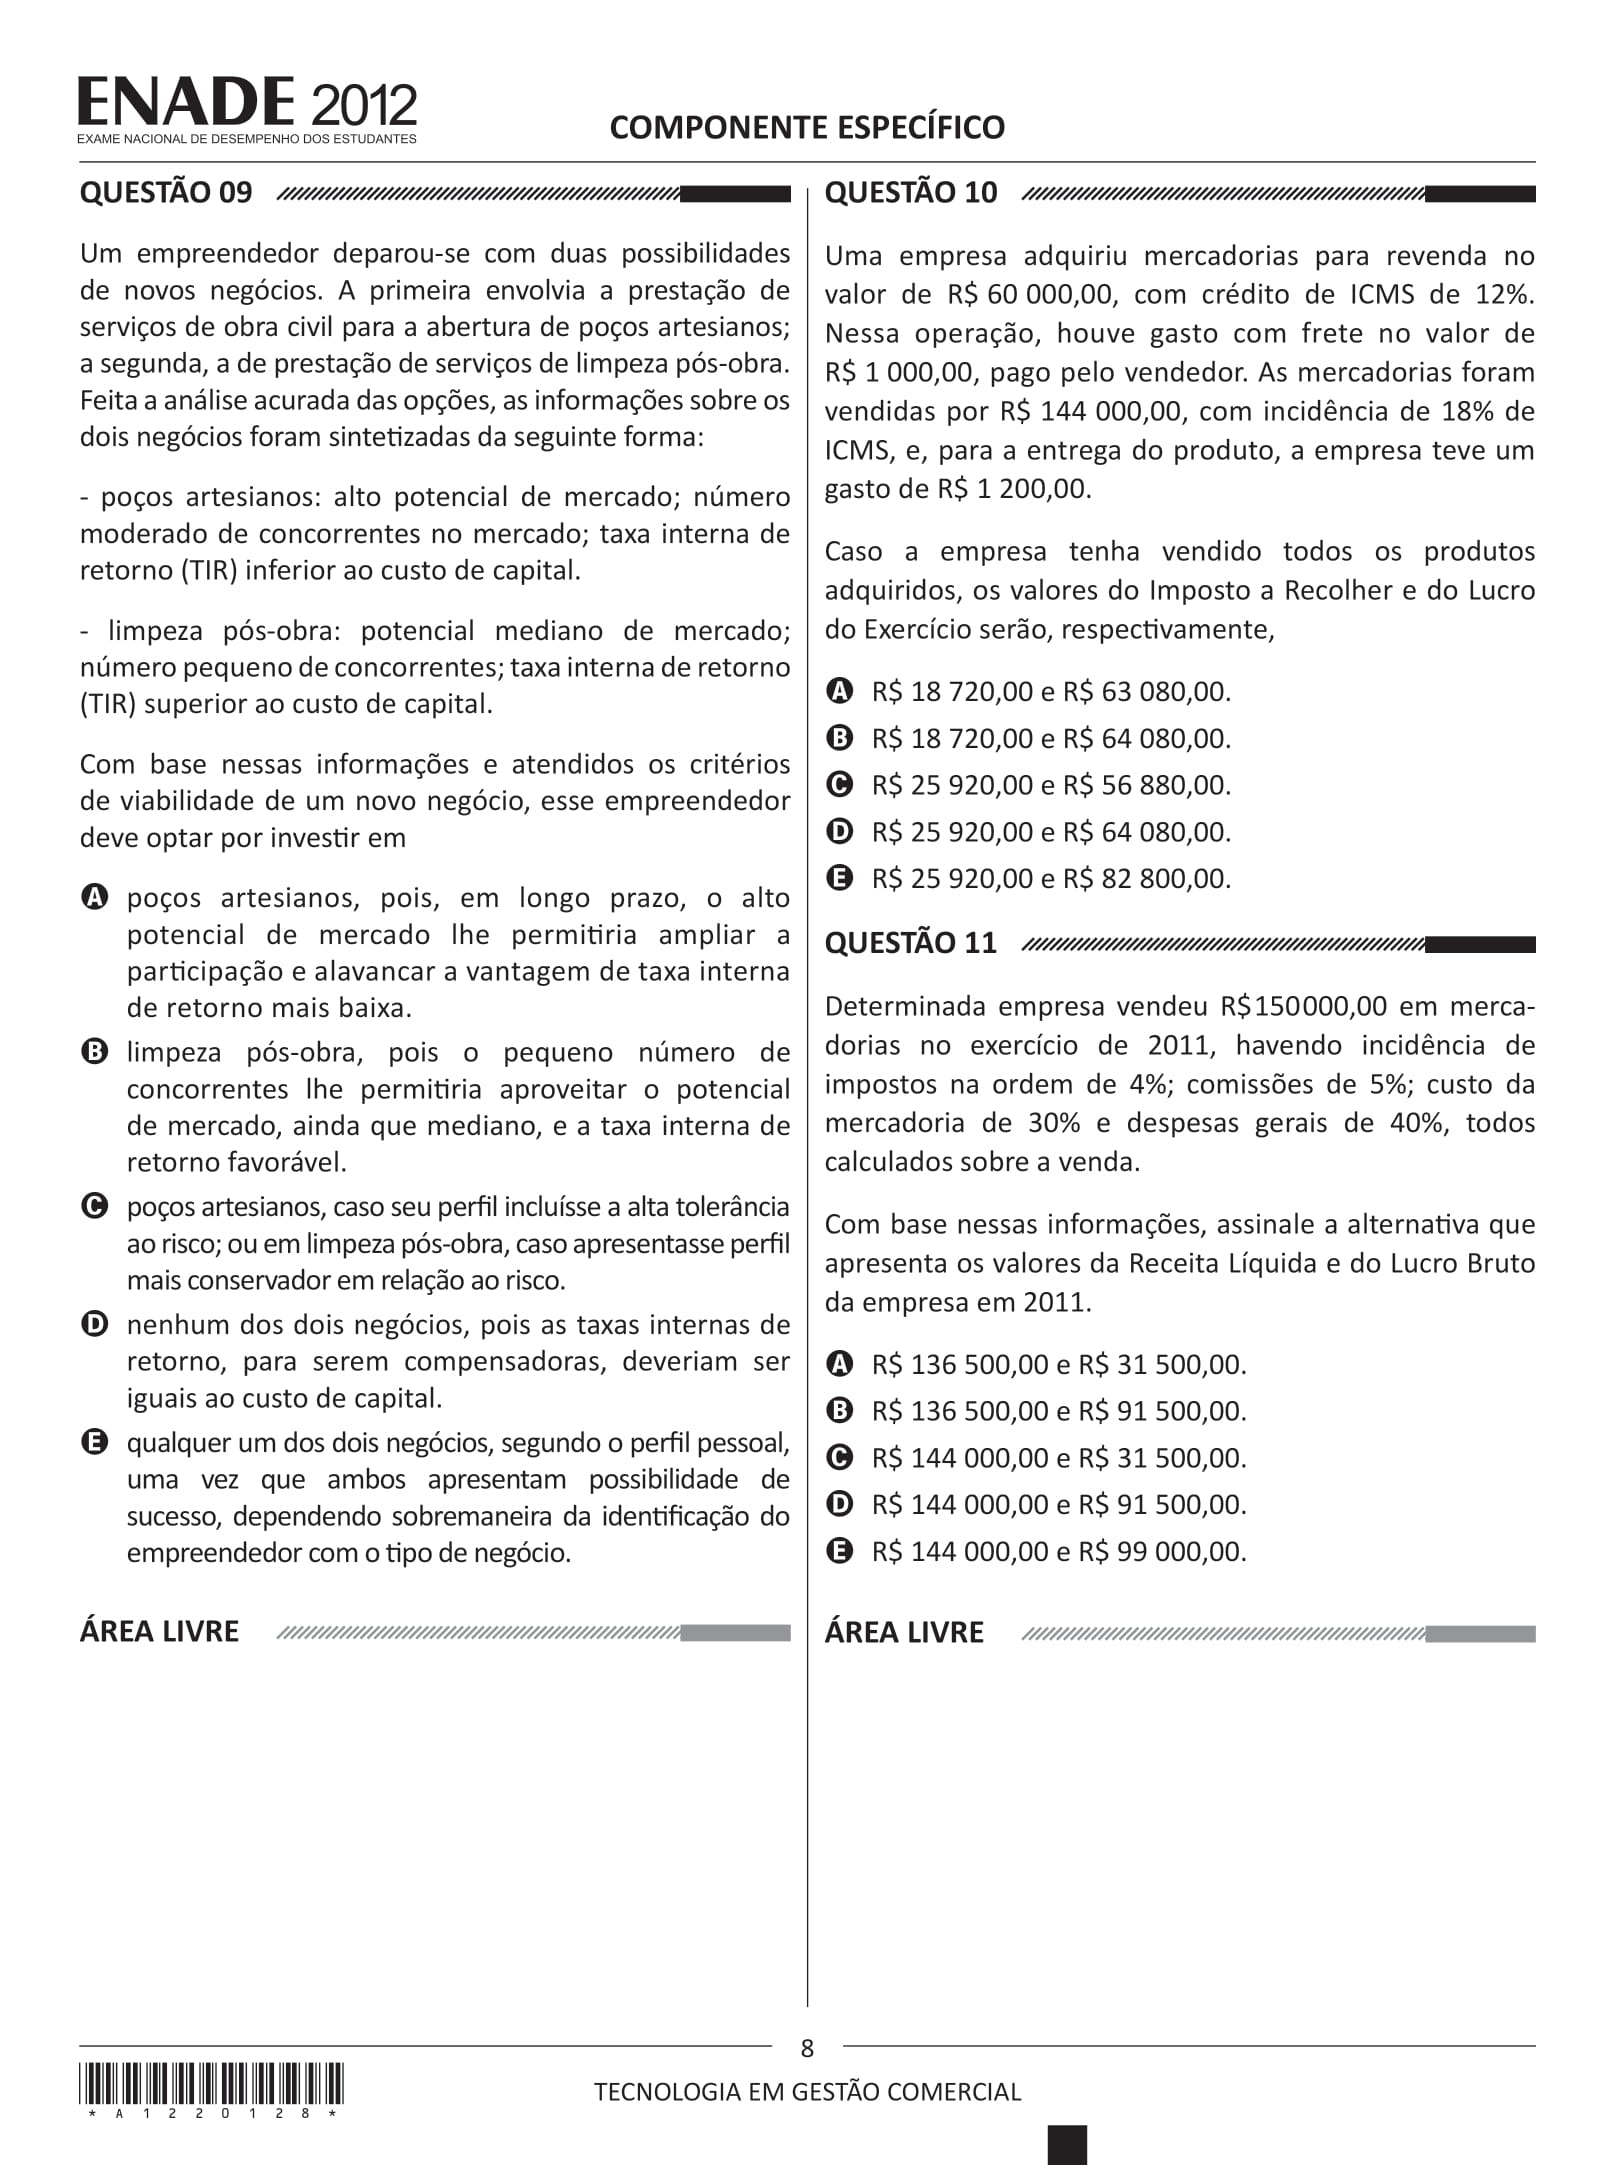 ENADE 2012
EXAME NACIONAL DE DESEMPENHO DOS ESTUDANTES
COMPONENTE ESPECÍFICO
QUESTÃO 09
Um empreendedor deparou-se com duas possibilidades
de novos negócios. A primeira envolvia a prestação de
serviços de obra civil para a abertura de poços artesianos;
a segunda, a de prestação de serviços de limpeza pós-obra.
Feita a análise acurada das opções, as informações sobre os
dois negócios foram sintetizadas da seguinte forma:
- poços artesianos: alto potencial de mercado; número
moderado de concorrentes no mercado; taxa interna de
retorno (TIR) inferior ao custo de capital.
- limpeza pós-obra: potencial mediano de mercado;
número pequeno de concorrentes; taxa interna de retorno
(TIR) superior ao custo de capital.
Com base nessas informações e atendidos os critérios
de viabilidade de um novo negócio, esse empreendedor
deve optar por investir em
A poços artesianos, pois, em longo prazo, o alto
potencial de mercado lhe permitiria ampliar a
participação e alavancar a vantagem de taxa interna
de retorno mais baixa.
B limpeza pós-obra, pois o pequeno número de
concorrentes lhe permitiria aproveitar o potencial
de mercado, ainda que mediano, e a taxa interna de
retorno favorável.
C poços artesianos, caso seu perfil incluísse a alta tolerância
ao risco; ou em limpeza pós-obra, caso apresentasse perfil
mais conservador em relação ao risco.
D nenhum dos dois negócios, pois as taxas internas de
retorno, para serem compensadoras, deveriam ser
iguais ao custo de capital.
E qualquer um dos dois negócios, segundo o perfil pessoal,
uma vez que ambos apresentam possibilidade de
sucesso, dependendo sobremaneira da identificação do
empreendedor com o tipo de negócio.
ÁREA LIVRE
QUESTÃO 10
Uma empresa adquiriu mercadorias para revenda no
valor de R$ 60 000,00, com crédito de ICMS de 12%.
Nessa operação, houve gasto com frete no valor de
R$ 1 000,00, pago pelo vendedor. As mercadorias foram
vendidas por R$ 144 000,00, com incidência de 18% de
ICMS, e, para a entrega do produto, a empresa teve um
gasto de R$ 1 200,00.
Caso a empresa tenha vendido todos os produtos
adquiridos, os valores do Imposto a Recolher e do Lucro
do Exercício serão, respectivamente,
A R$ 18 720,00 e R$ 63 080,00.
B R$ 18 720,00 e R$ 64 080,00.
C R$ 25 920,00 e R$ 56 880,00.
D R$ 25 920,00 e R$ 64 080,00.
E R$ 25 920,00 e R$ 82 800,00.
QUESTÃO 11
Determinada empresa vendeu R$150000,00 em merca-
dorias no exercício de 2011, havendo incidência de
impostos na ordem de 4%; comissões de 5%; custo da
mercadoria de 30% e despesas gerais de 40%, todos
calculados sobre a venda.
Com base nessas informações, assinale a alternativa que
apresenta os valores da Receita Líquida e do Lucro Bruto
da empresa em 2011.
A R$ 136 500,00 e R$ 31 500,00.
B R$ 136 500,00 e R$ 91 500,00.
C R$ 144 000,00 e R$ 31 500,00.
D R$ 144 000,00 e R$ 91 500,00.
E R$ 144 000,00 e R$ 99 000,00.
ÁREA LIVRE
8
TECNOLOGIA EM GESTÃO COMERCIAL
* A 1 2 2 0 1 2 8 *